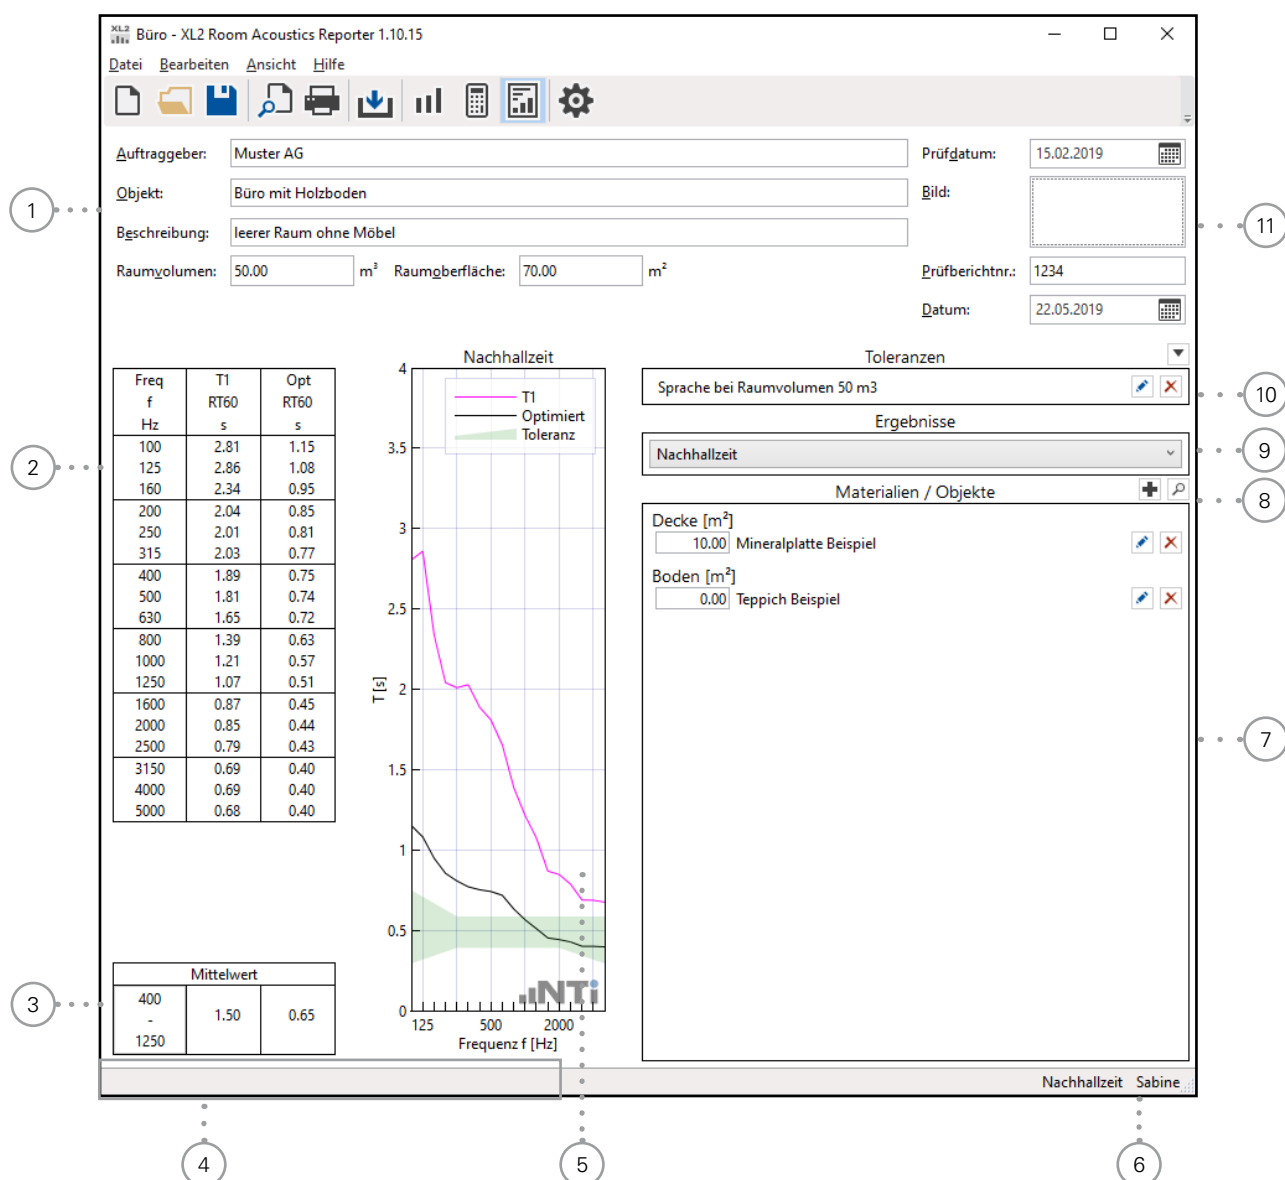 XL2 Büro - XL2 Room Acoustics Reporter 1.10.15
Datei Bearbeiten Ansicht Hilfe
Auftraggeber: Muster AG Prüfdatum: 15.02.2019
Objekt: Büro mit Holzboden Bild:
1
11
Beschreibung: leerer Raum ohne Möbel
Raumvolumen: 50.00 m³ Raumoberfläche: 70.00 m² Prüfberichtnr.: 1234
Datum: 22.05.2019
Freq T1 Opt
f RT60 RT60
Hz s s
100 2.81 1.15
125 2.86 1.08
160 2.34 0.95
200 2.04 0.85
250 2.01 0.81
315 2.03 0.77
400 1.89 0.75
500 1.81 0.74
630 1.65 0.72
800 1.39 0.63
1000 1.21 0.57
1250 1.07 0.51
1600 0.87 0.45
2000 0.85 0.44
2500 0.79 0.43
3150 0.69 0.40
4000 0.69 0.40
5000 0.68 0.40
2
Mittelwert
400
- 1.50 0.65
1250
3
Nachhallzeit
T1
Optimiert
Toleranz
4
3.5
3
2.5
2
1.5
1
0.5
0
T [s]
NTi
125 500 2000
Frequenz f [Hz]
Toleranzen
Sprache bei Raumvolumen 50 m3
10
Ergebnisse
Nachhallzeit
9
Materialien / Objekte
8
Decke [m²]
10.00 Mineralplatte Beispiel
Boden [m²]
0.00 Teppich Beispiel
7
Nachhallzeit Sabine
4
5
6